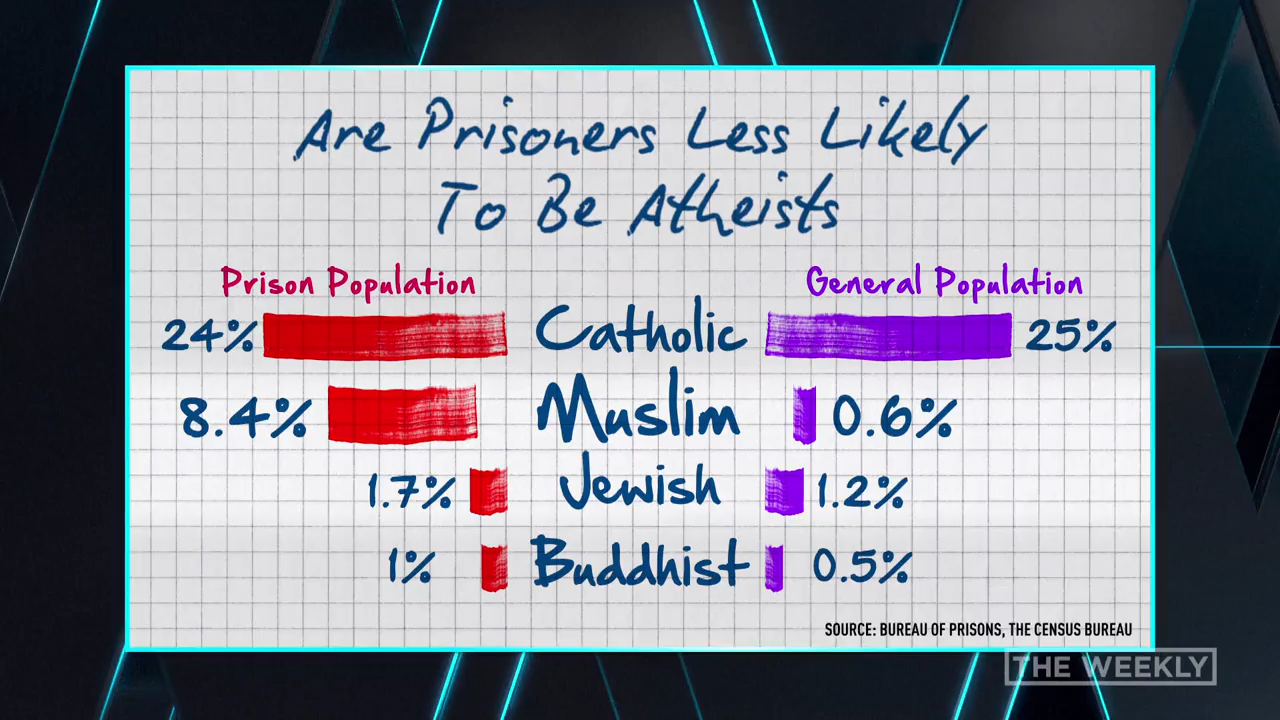 Are Prisoners Less Likely
To Be Atheists
Prison Population
General Population
24% Catholic 25%
8.4% Muslim 0.6%
1.7% Jewish 1.2%
1% Buddhist 0.5%
SOURCE: BUREAU OF PRISONS, THE CENSUS BUREAU
THE WEEKLY